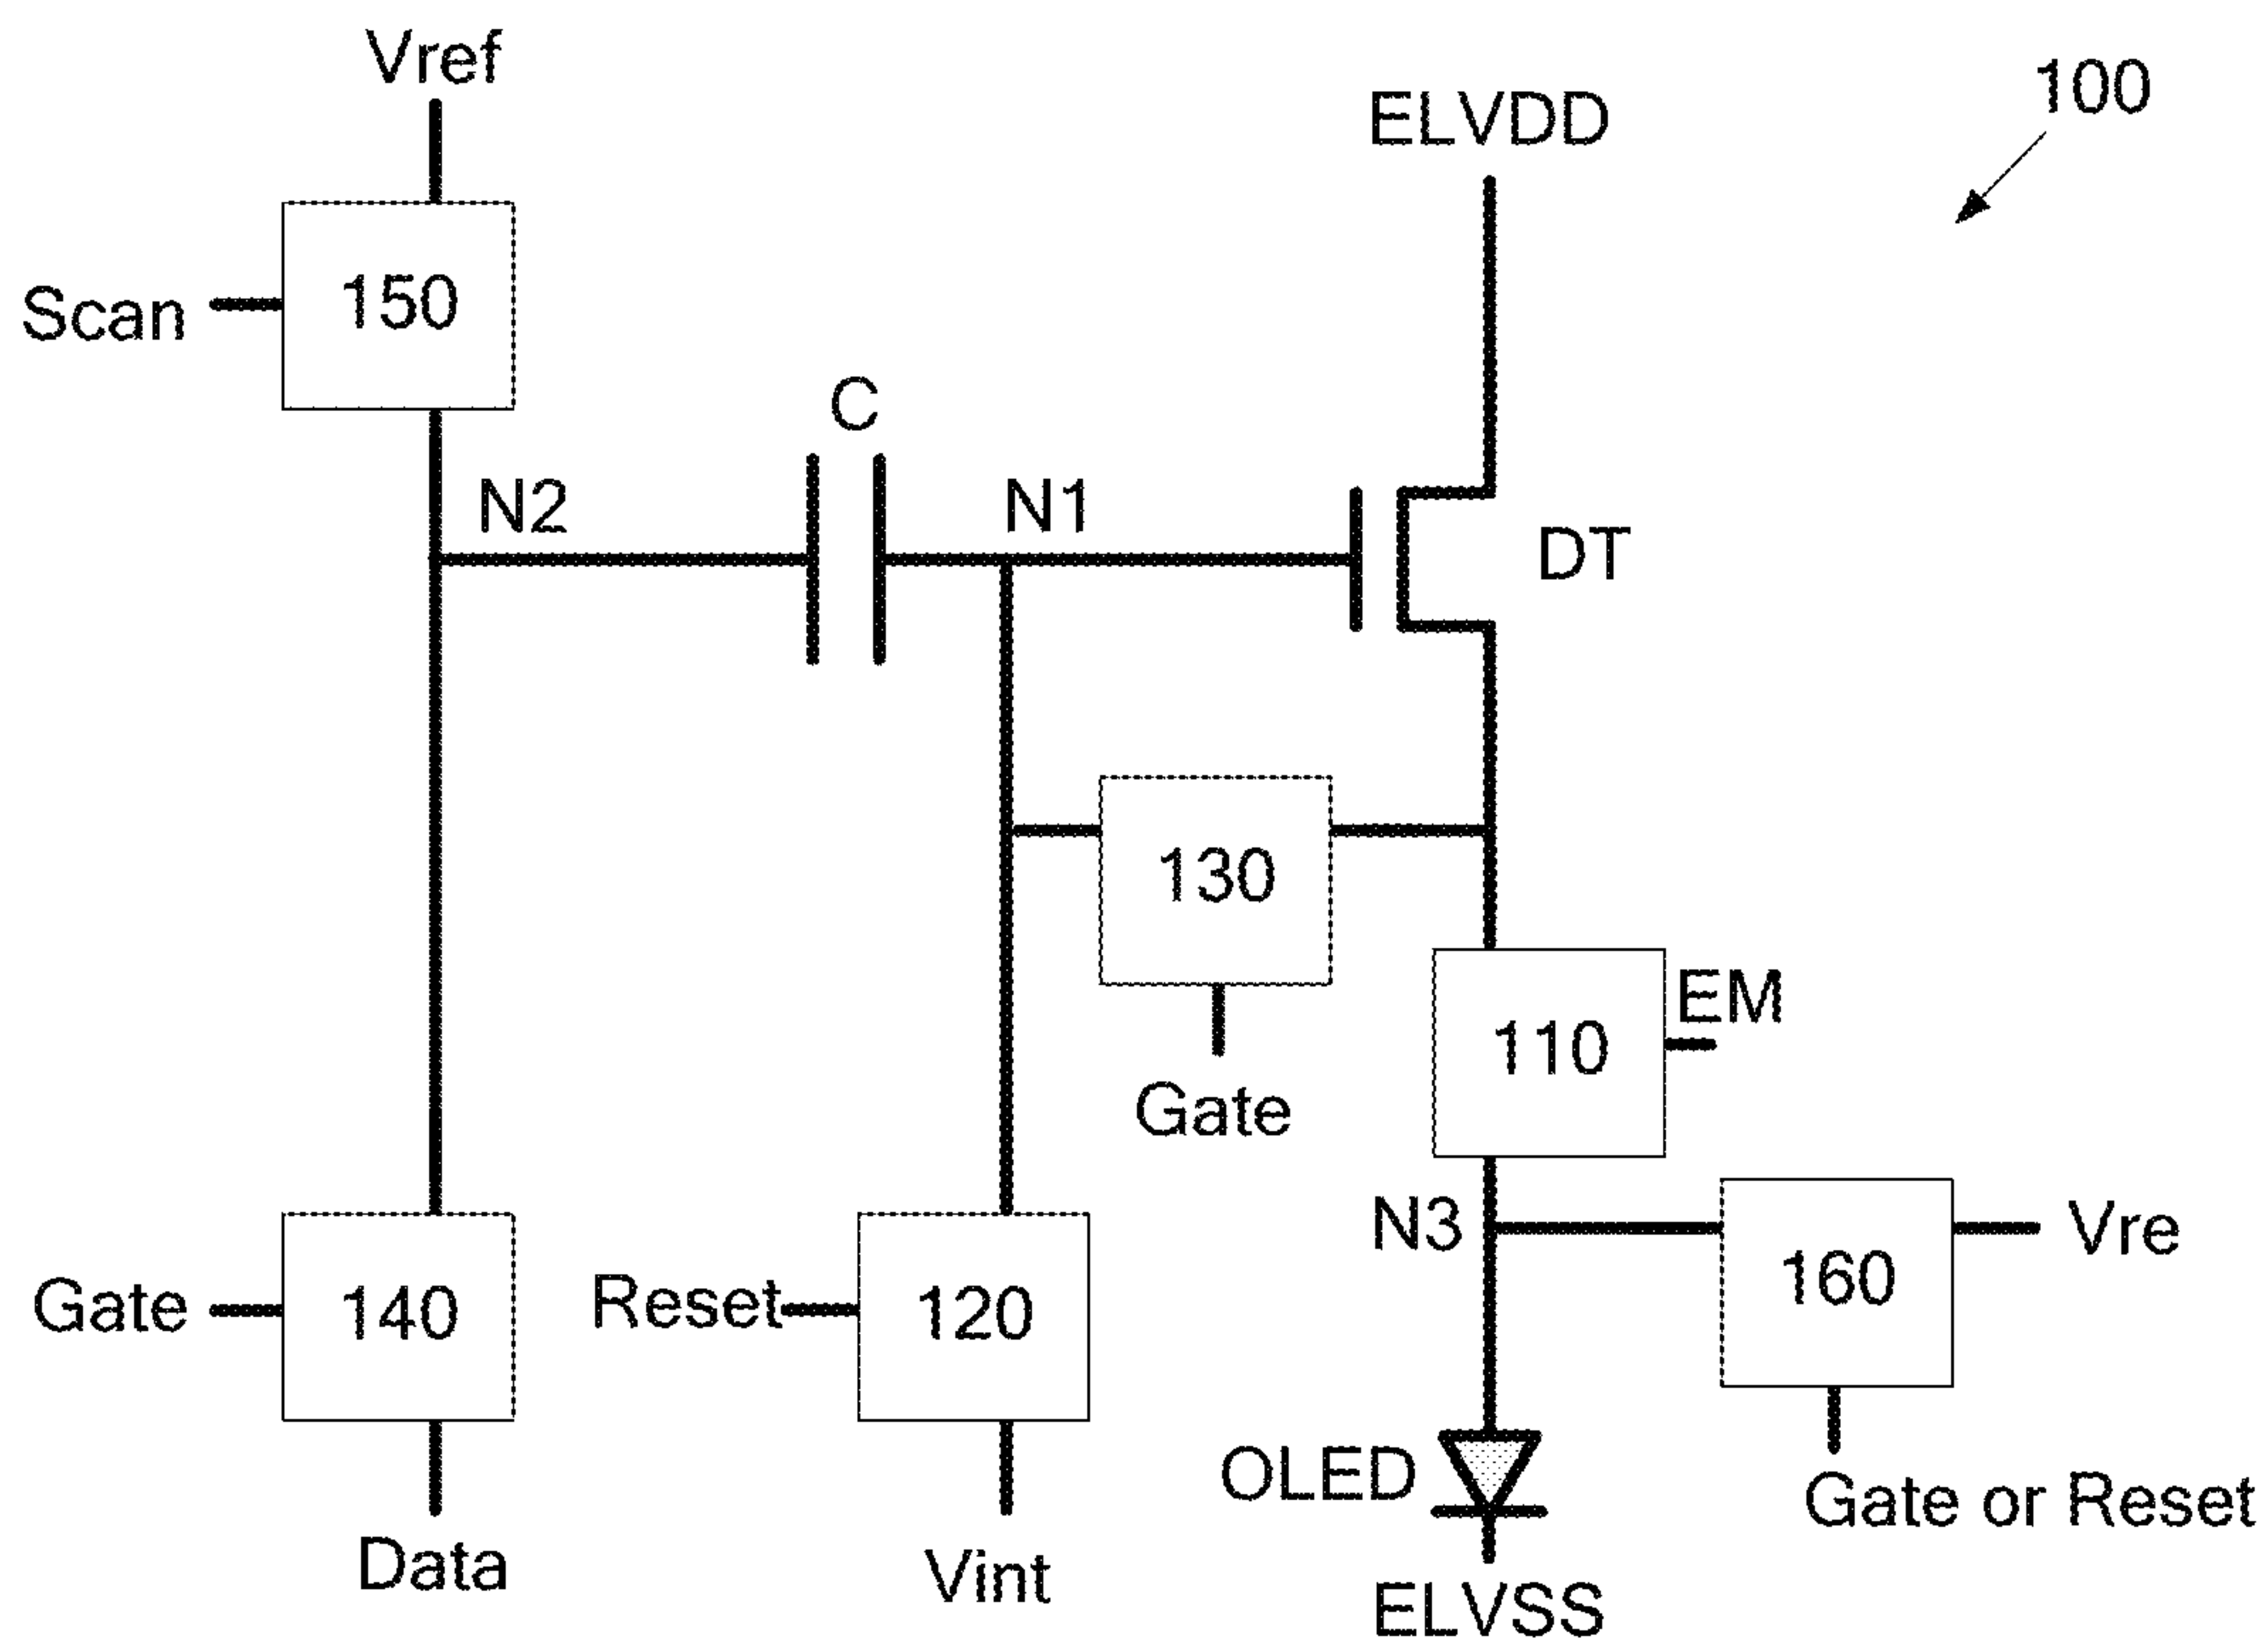 Vref
100
ELVDD
150
Scan
C
N2
N1
DT
130
EM
110
Gate
N3
Vre
160
Gate
140
Reset
120
OLED
Gate or Reset
Data
Vint
ELVSS